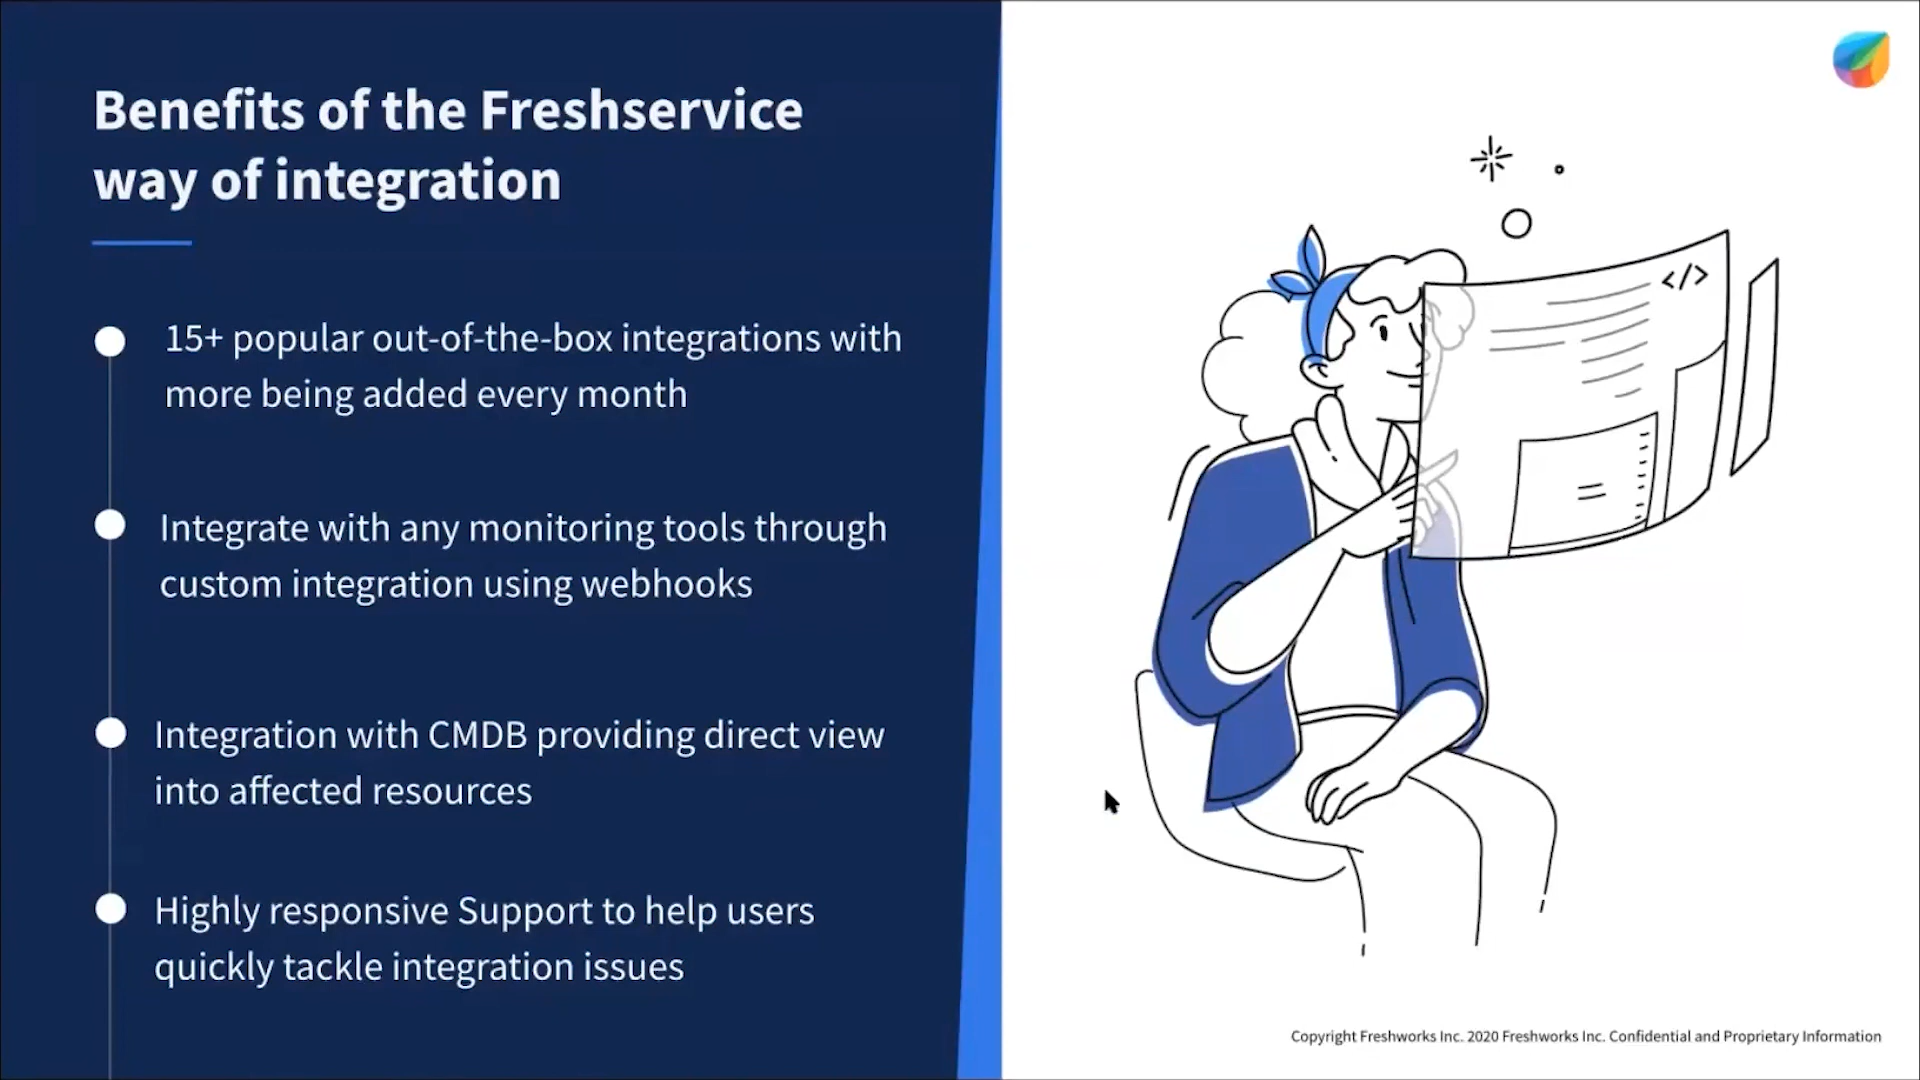 Benefits of the Freshservice
way of integration
15+ popular out-of-the-box integrations with
more being added every month
Integrate with any monitoring tools through
custom integration using webhooks
Integration with CMDB providing direct view
into affected resources
Highly responsive Support to help users
quickly tackle integration issues
</>
Copyright Freshworks Inc. 2020 Freshworks Inc. Confidential and Proprietary Information